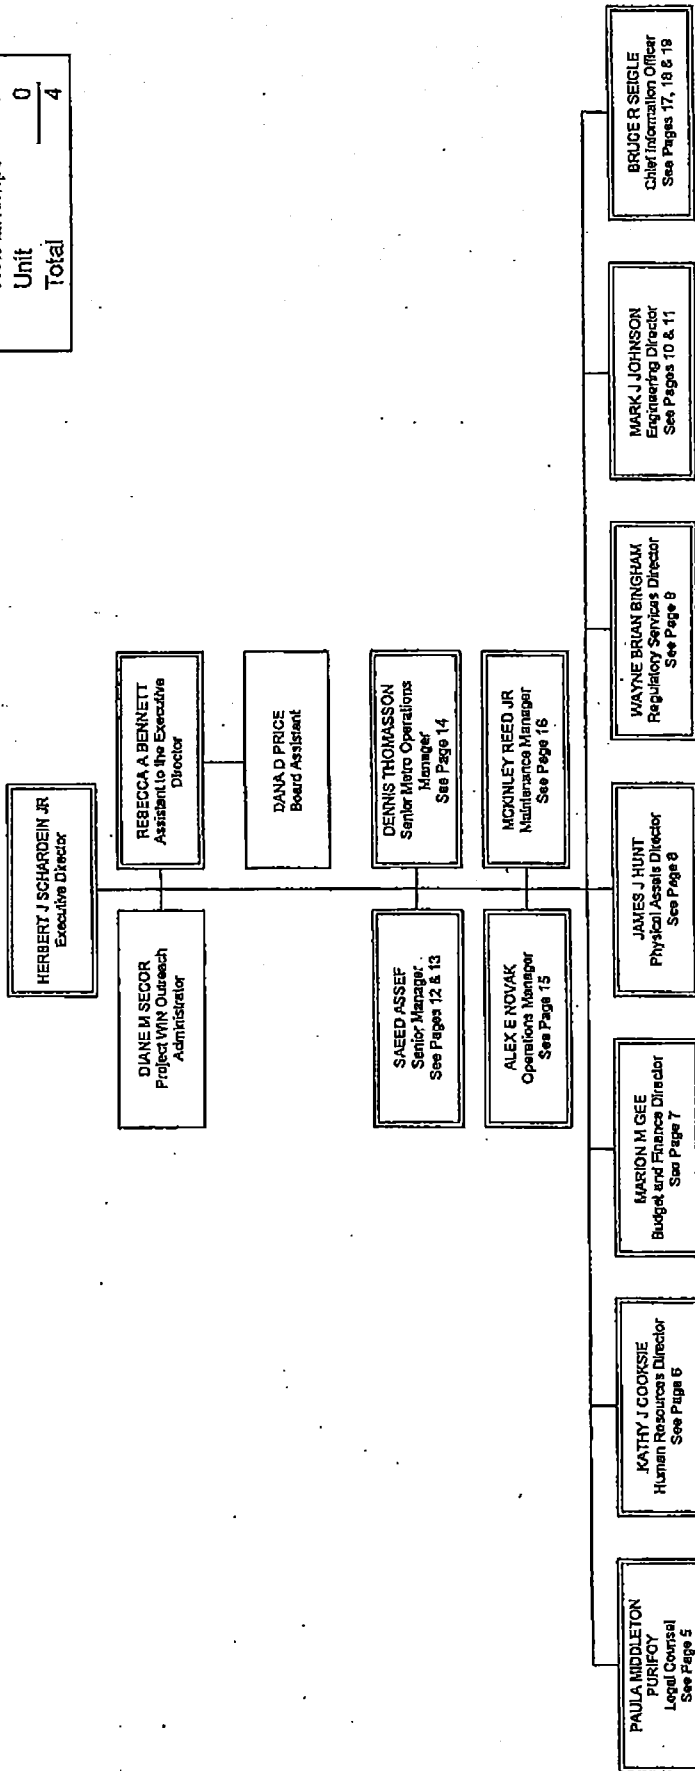 Unit 0
Total 4
HERBERT J SCHARDEIN JR
Executive Director
DIANE M SECOR
Project WIN Outreach
Administrator
REBECCA A BENNETT
Assistant to the Executive
Director
DANA D PRICE
Board Assistant
SAEED ASSEF
Senior Manager
See Pages 12 & 13
DENNIS THOMASSON
Senior Metro Operations
Manager
See Page 14
ALEX E NOVAK
Operations Manager
See Page 15
MCKINLEY REED JR
Maintenance Manager
See Page 16
PAULA MIDDLETON
PURIFOY
Legal Counsel
See Page 5
KATHY J COOKSIE
Human Resources Director
See Page 6
MARION M GEE
Budget and Finance Director
See Page 7
JAMES J HUNT
Physical Assets Director
See Page 8
WAYNE BRIAN BINGHAM
Regulatory Services Director
See Page 9
MARK J JOHNSON
Engineering Director
See Pages 10 & 11
BRUCE R SEIGLE
Chief Information Officer
See Pages 17, 18 & 19